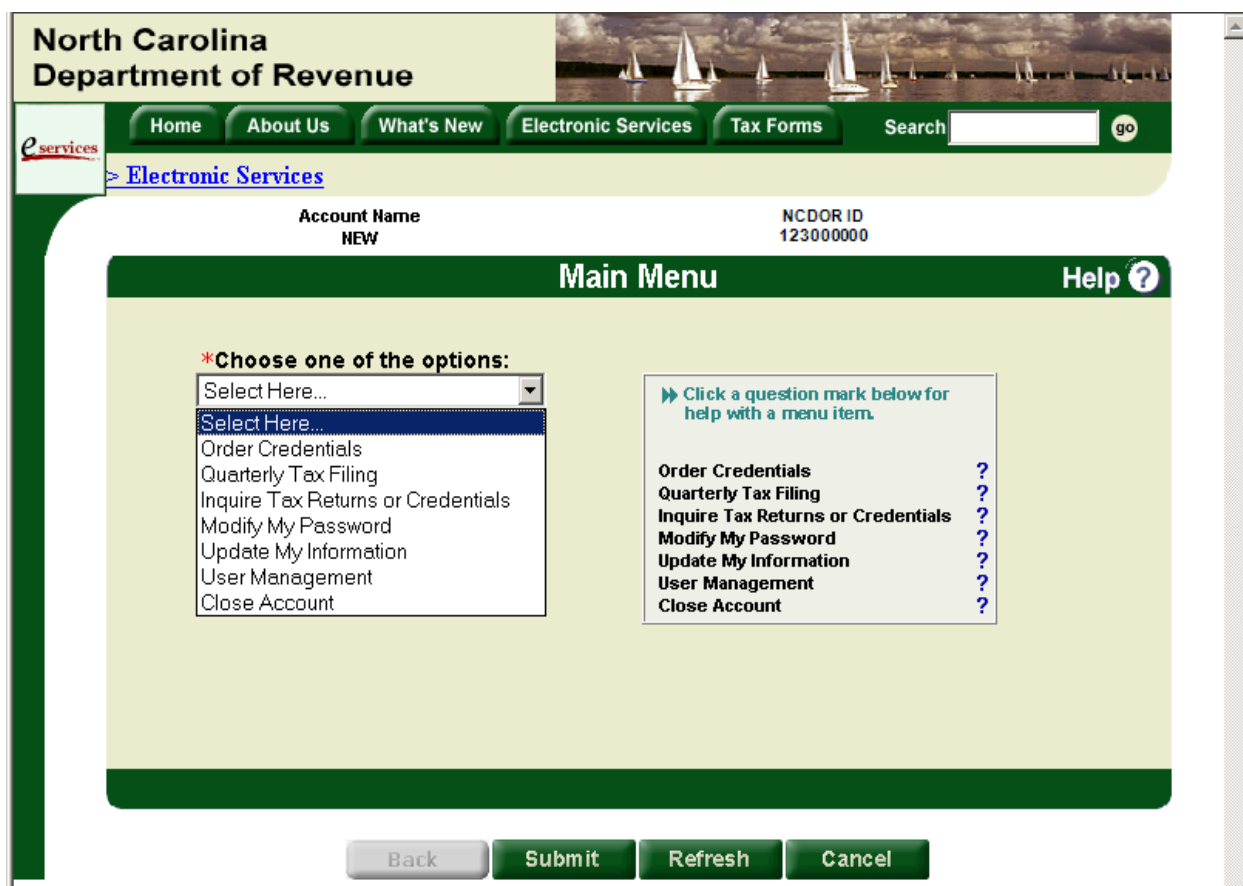 North Carolina
Department of Revenue
e services
Home
About Us
What's New
Electronic Services
Tax Forms
Search
go
> Electronic Services
Account Name
NEW
NCDOR ID
123000000
Main Menu
Help ?
*Choose one of the options:
Select Here...
Select Here...
Order Credentials
Quarterly Tax Filing
Inquire Tax Returns or Credentials
Modify My Password
Update My Information
User Management
Close Account
Click a question mark below for
help with a menu item.
Order Credentials ?
Quarterly Tax Filing ?
Inquire Tax Returns or Credentials ?
Modify My Password ?
Update My Information ?
User Management ?
Close Account ?
Back
Submit
Refresh
Cancel